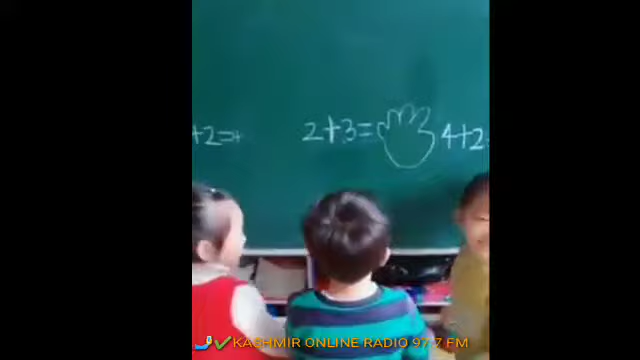 +2=+
2+3=
4+2=
KASHMIR ONLINE RADIO 97.7 FM